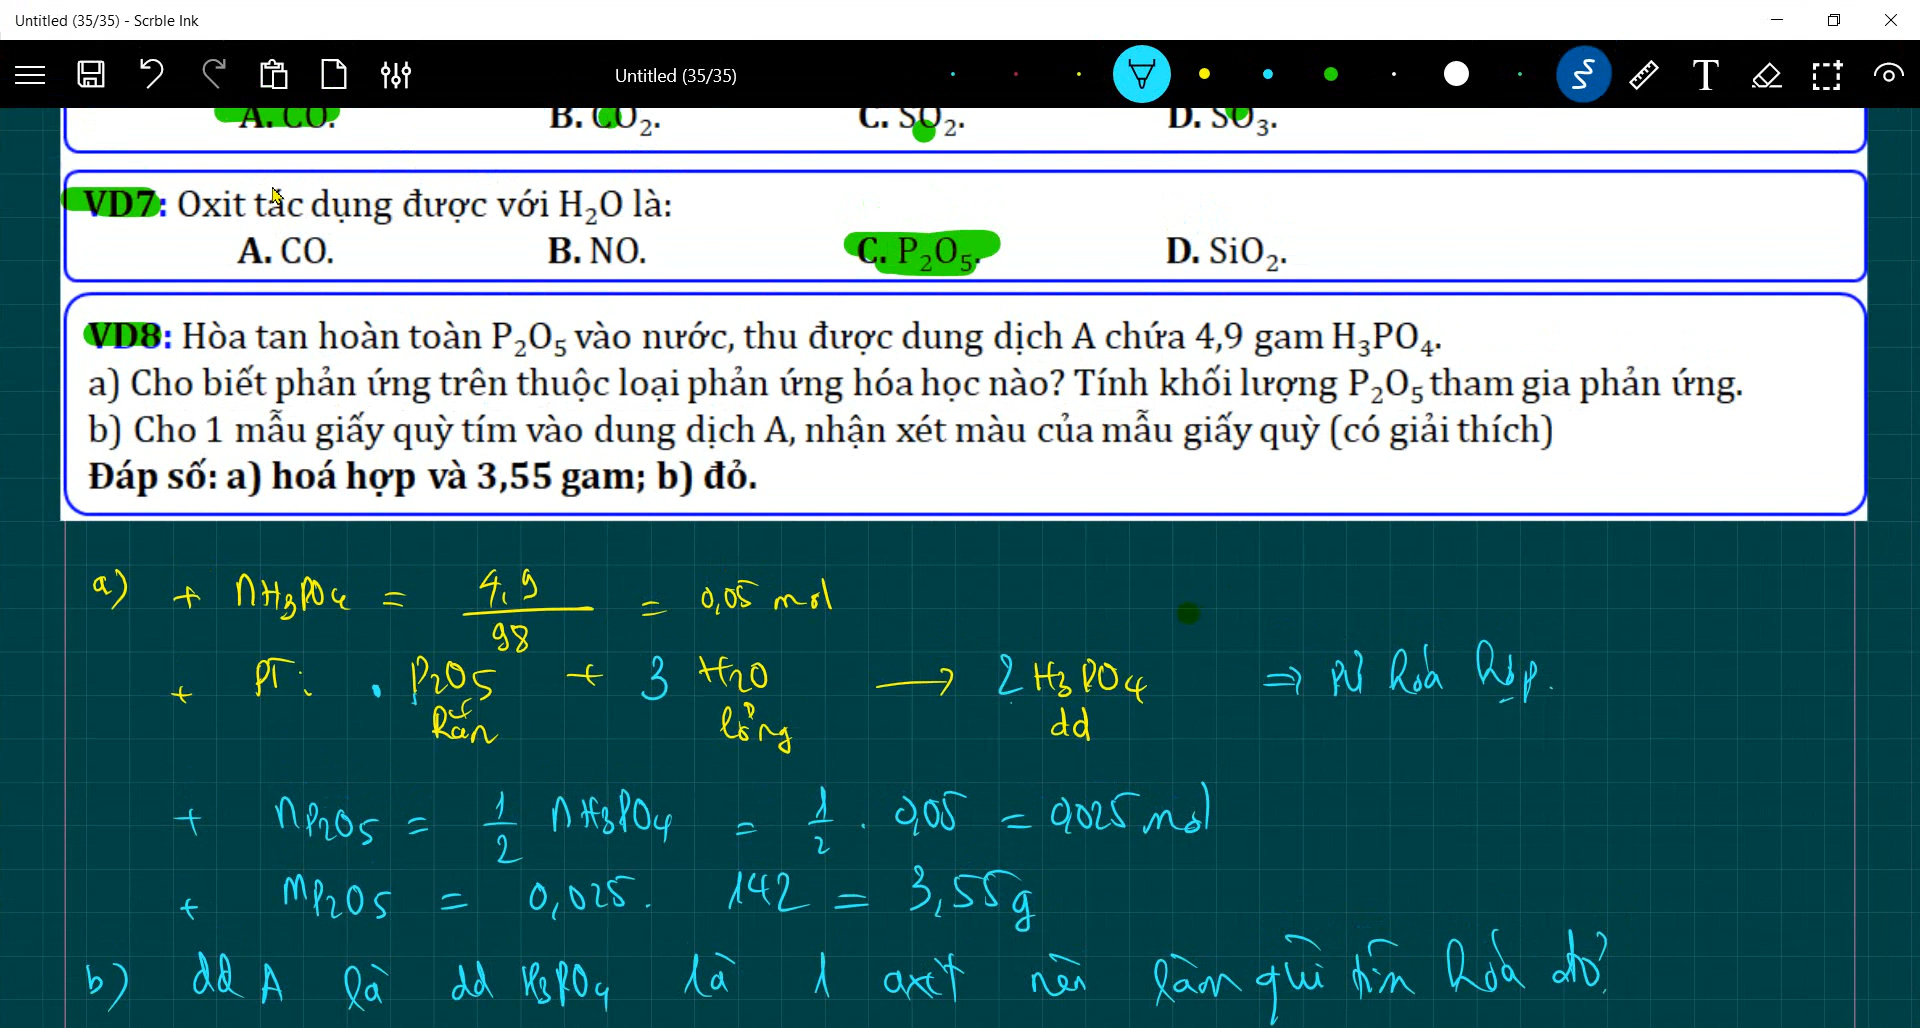 Untitled (35/35) - Scrble Ink
Untitled (35/35)
A. CO. B. CO₂. C. SO₂. D. SO₃.
VD7: Oxit tác dụng được với H₂O là:
A. CO. B. NO. C. P₂O₅. D. SiO₂.
VD8: Hòa tan hoàn toàn P₂O₅ vào nước, thu được dung dịch A chứa 4,9 gam H₃PO₄.
a) Cho biết phản ứng trên thuộc loại phản ứng hóa học nào? Tính khối lượng P₂O₅ tham gia phản ứng.
b) Cho 1 mẫu giấy quỳ tím vào dung dịch A, nhận xét màu của mẫu giấy quỳ (có giải thích)
Đáp số: a) hoá hợp và 3,55 gam; b) đỏ.
a) + nH₃PO₄ = 4,9 / 98 = 0,05 mol
+ PT: P₂O₅ + 3 H₂O → 2 H₃PO₄ ⇒ PƯ hóa hợp.
Rắn lỏng dd
+ nP₂O₅ = 1/2 nH₃PO₄ = 1/2 . 0,05 = 0,025 mol
+ mP₂O₅ = 0,025. 142 = 3,55g
b) dd A là dd H₃PO₄ là 1 axit nên làm quì tím hóa đỏ.